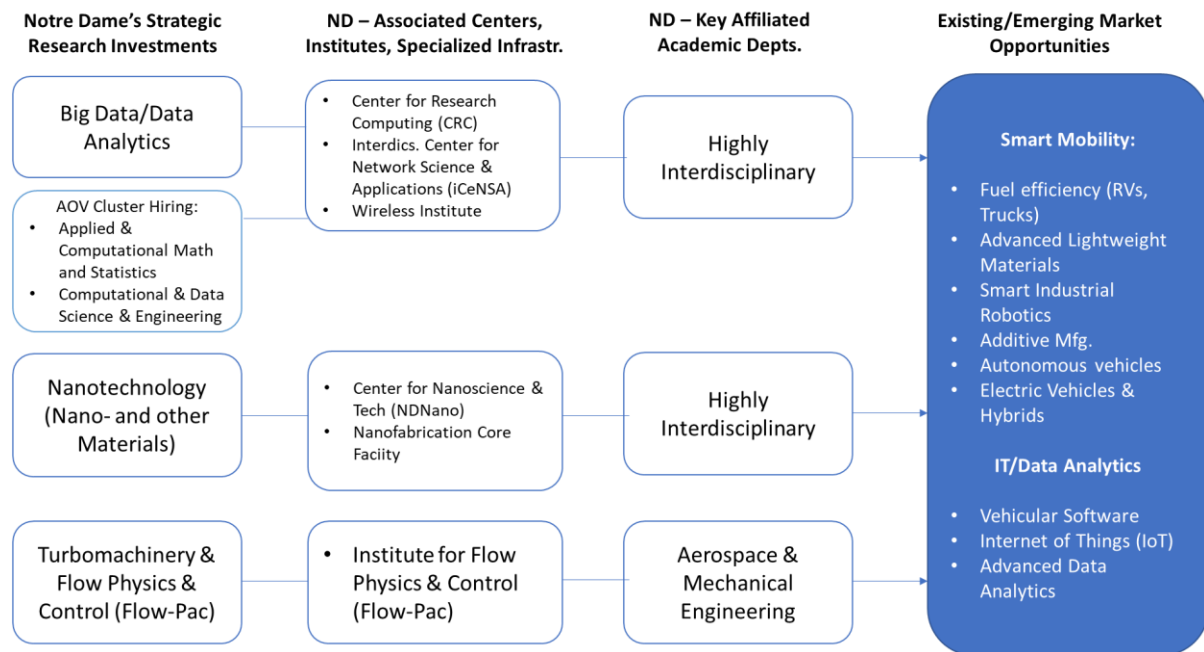 Notre Dame's Strategic
Research Investments
ND – Associated Centers,
Institutes, Specialized Infrastr.
ND – Key Affiliated
Academic Depts.
Existing/Emerging Market
Opportunities
Big Data/Data
Analytics
AOV Cluster Hiring:
• Applied &
Computational Math
and Statistics
• Computational & Data
Science & Engineering
• Center for Research
Computing (CRC)
• Interdics. Center for
Network Science &
Applications (iCeNSA)
• Wireless Institute
Highly
Interdisciplinary
Nanotechnology
(Nano- and other
Materials)
• Center for Nanoscience &
Tech (NDNano)
• Nanofabrication Core
Faciity
Highly
Interdisciplinary
Turbomachinery &
Flow Physics &
Control (Flow-Pac)
• Institute for Flow
Physics & Control
(Flow-Pac)
Aerospace &
Mechanical
Engineering
Smart Mobility:
• Fuel efficiency (RVs,
Trucks)
• Advanced Lightweight
Materials
• Smart Industrial
Robotics
• Additive Mfg.
• Autonomous vehicles
• Electric Vehicles &
Hybrids
IT/Data Analytics
• Vehicular Software
• Internet of Things (IoT)
• Advanced Data
Analytics